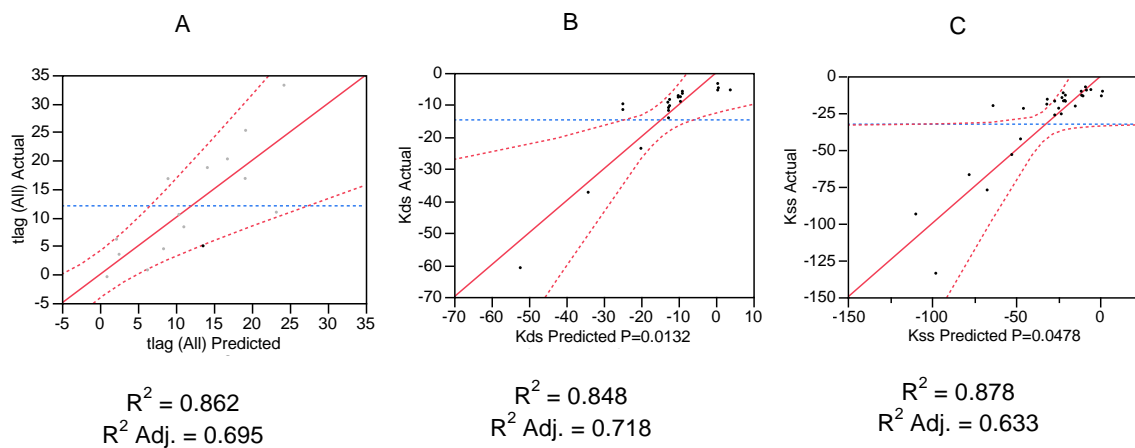 A
B
C
35
30
25
20
15
10
5
0
-5
tlag (All) Actual
-5 0 5 10 15 20 25 30 35
tlag (All) Predicted
0
-10
-20
-30
-40
-50
-60
-70
Kds Actual
-70 -60 -50 -40 -30 -20 -10 0 10
Kds Predicted P=0.0132
0
-25
-50
-75
-100
-125
-150
Kss Actual
-150 -100 -50 0
Kss Predicted P=0.0478
R² = 0.862
R² Adj. = 0.695
R² = 0.848
R² Adj. = 0.718
R² = 0.878
R² Adj. = 0.633